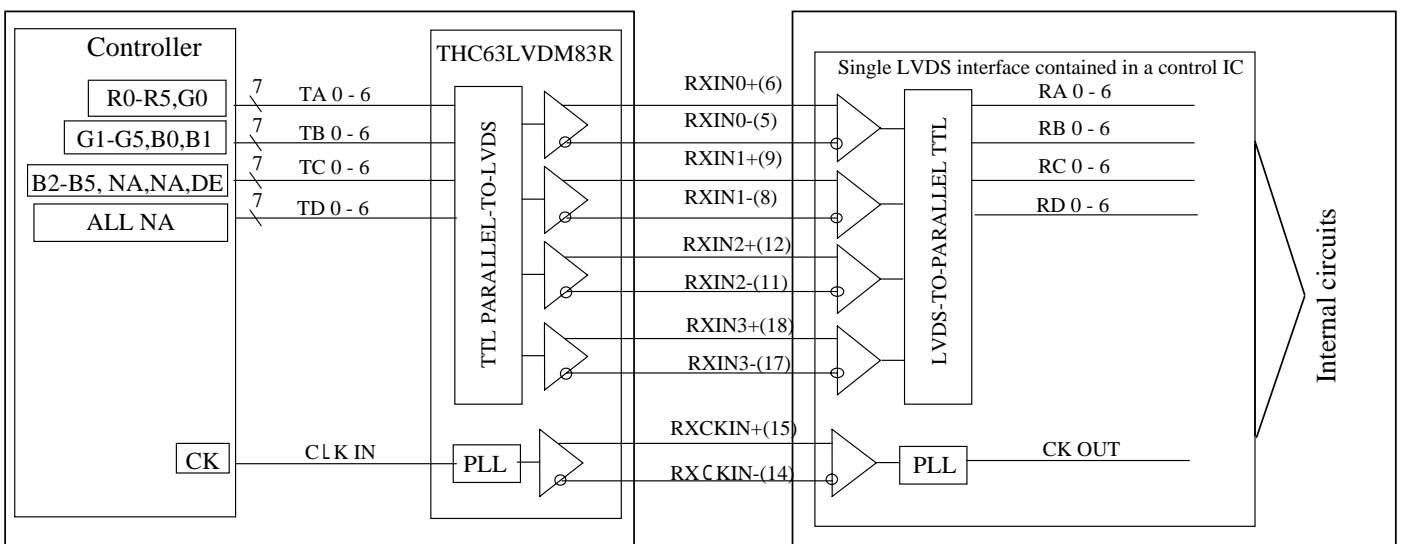 Controller
THC63LVDM83R
Single LVDS interface contained in a control IC
R0-R5,G0
7
TA 0 - 6
RXIN0+(6)
RA 0 - 6
G1-G5,B0,B1
7
TB 0 - 6
RXIN0-(5)
RB 0 - 6
B2-B5, NA,NA,DE
7
TC 0 - 6
RXIN1+(9)
RC 0 - 6
ALL NA
7
TD 0 - 6
RXIN1-(8)
RD 0 - 6
TTL PARALLEL-TO-LVDS
RXIN2+(12)
RXIN2-(11)
RXIN3+(18)
RXIN3-(17)
LVDS-TO-PARALLEL TTL
Internal circuits
CK
CLK IN
PLL
RXCKIN+(15)
RXCKIN-(14)
PLL
CK OUT